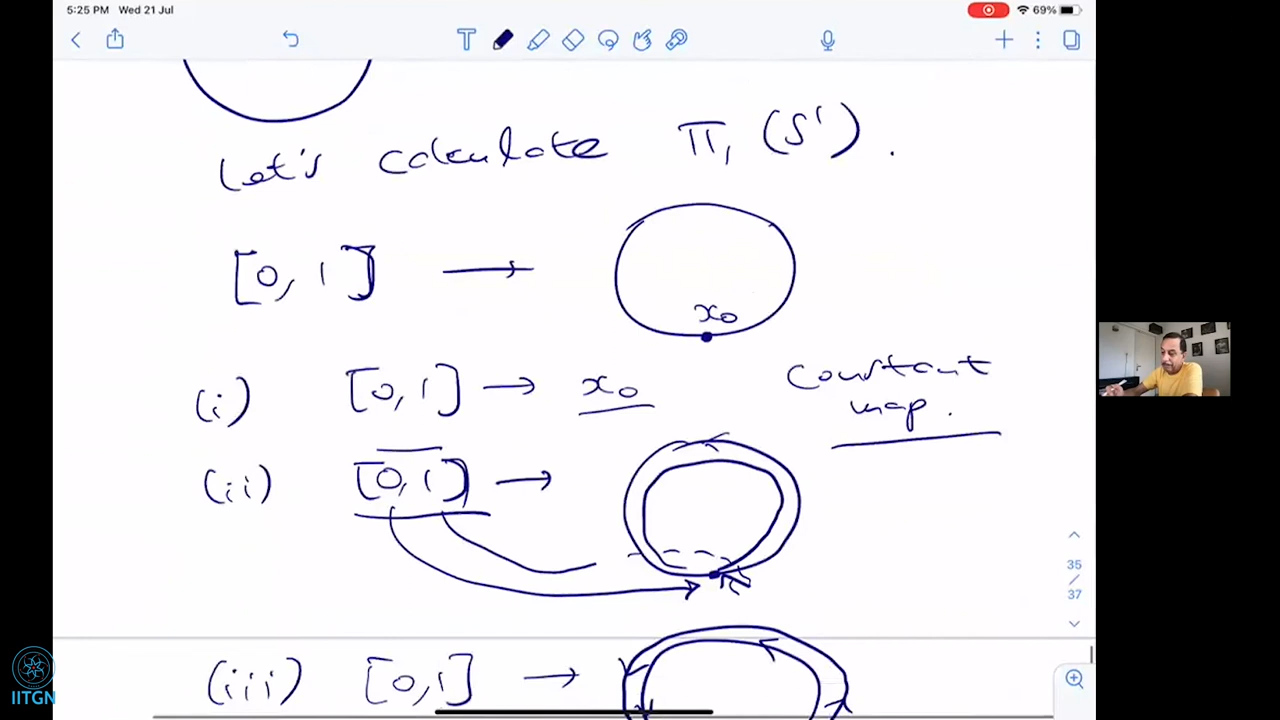 5:25 PM Wed 21 Jul
69%
T
Let's calculate π₁ (S¹).
[0, 1] →
x₀
(i) [0,1] → x₀ constant
map.
(ii) [0,1] →
35
/
37
(iii) [0,1] →
IITGN